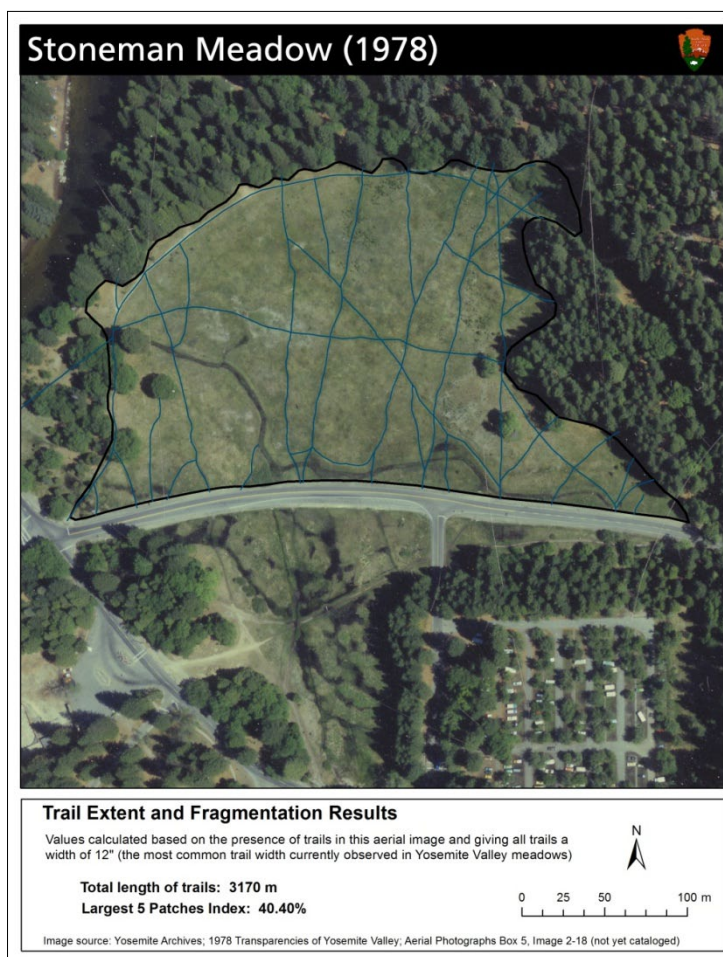 Stoneman Meadow (1978)
Trail Extent and Fragmentation Results
Values calculated based on the presence of trails in this aerial image and giving all trails a
width of 12" (the most common trail width currently observed in Yosemite Valley meadows)
Total length of trails: 3170 m
Largest 5 Patches Index: 40.40%
N
0 25 50 100 m
Image source: Yosemite Archives; 1978 Transparencies of Yosemite Valley; Aerial Photographs Box 5, Image 2-18 (not yet cataloged)